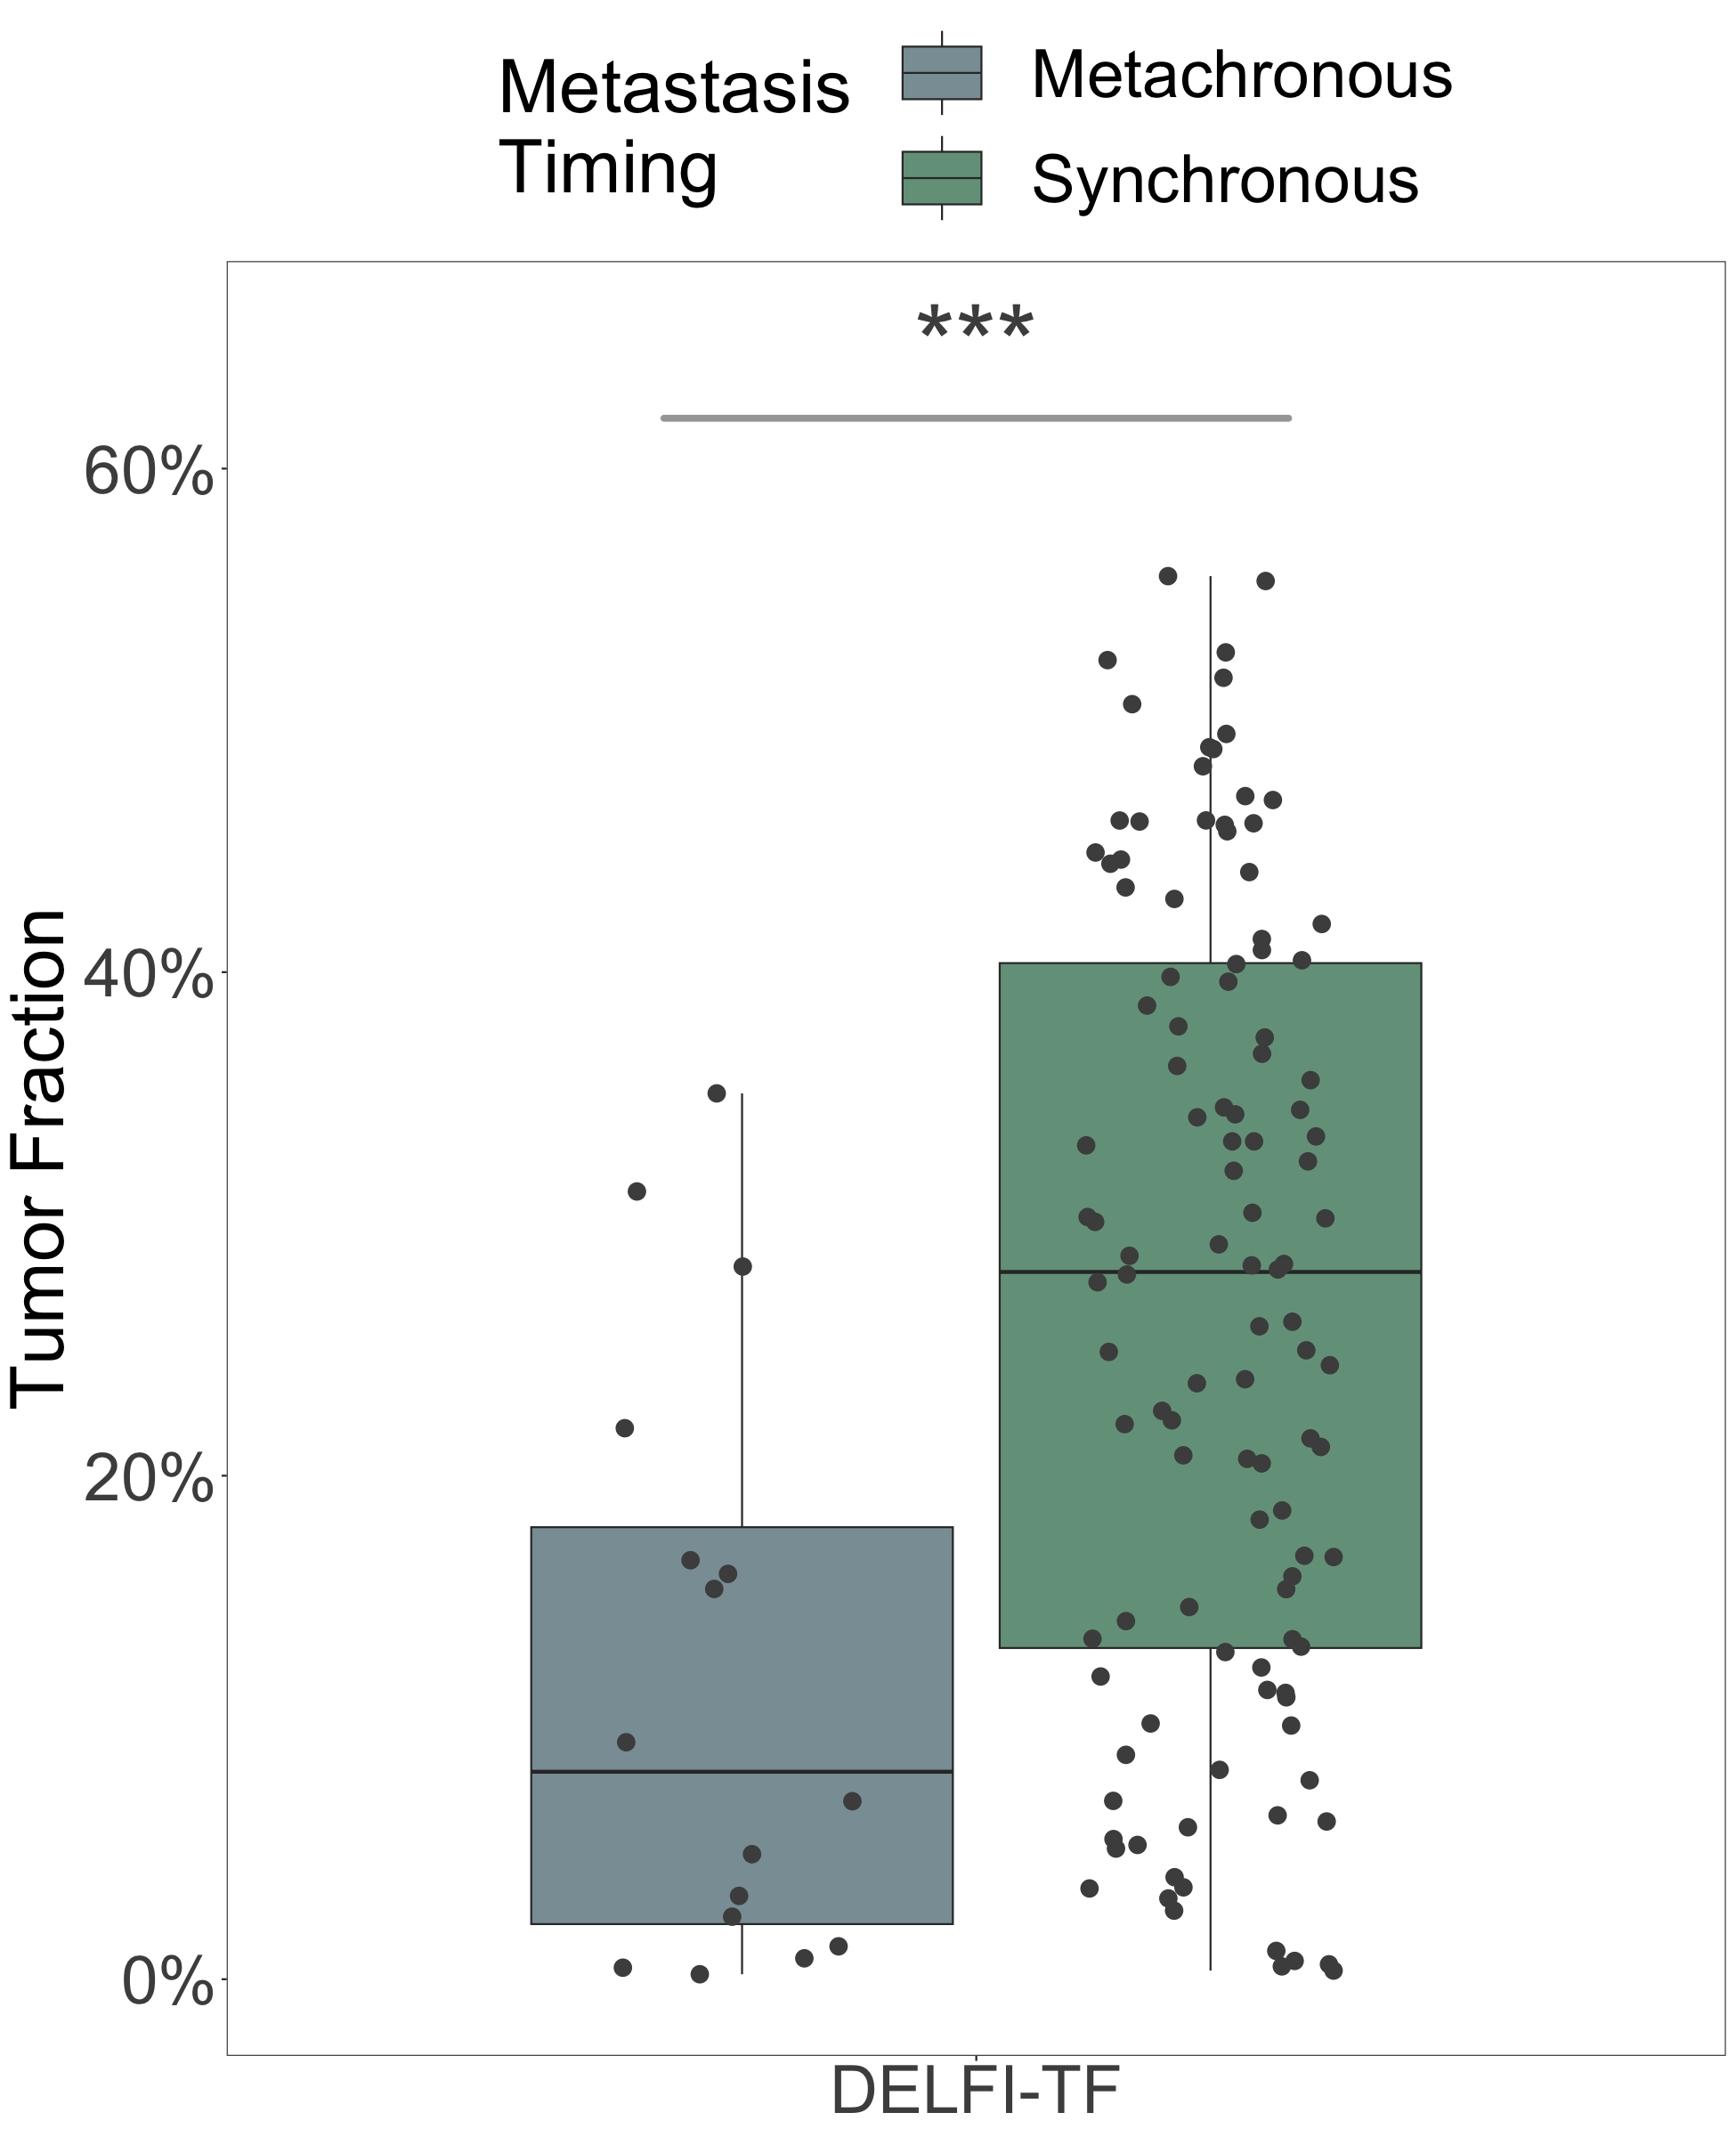 Metastasis
Timing
Metachronous
Synchronous
***
60%
40%
20%
0%
Tumor Fraction
DELFI-TF